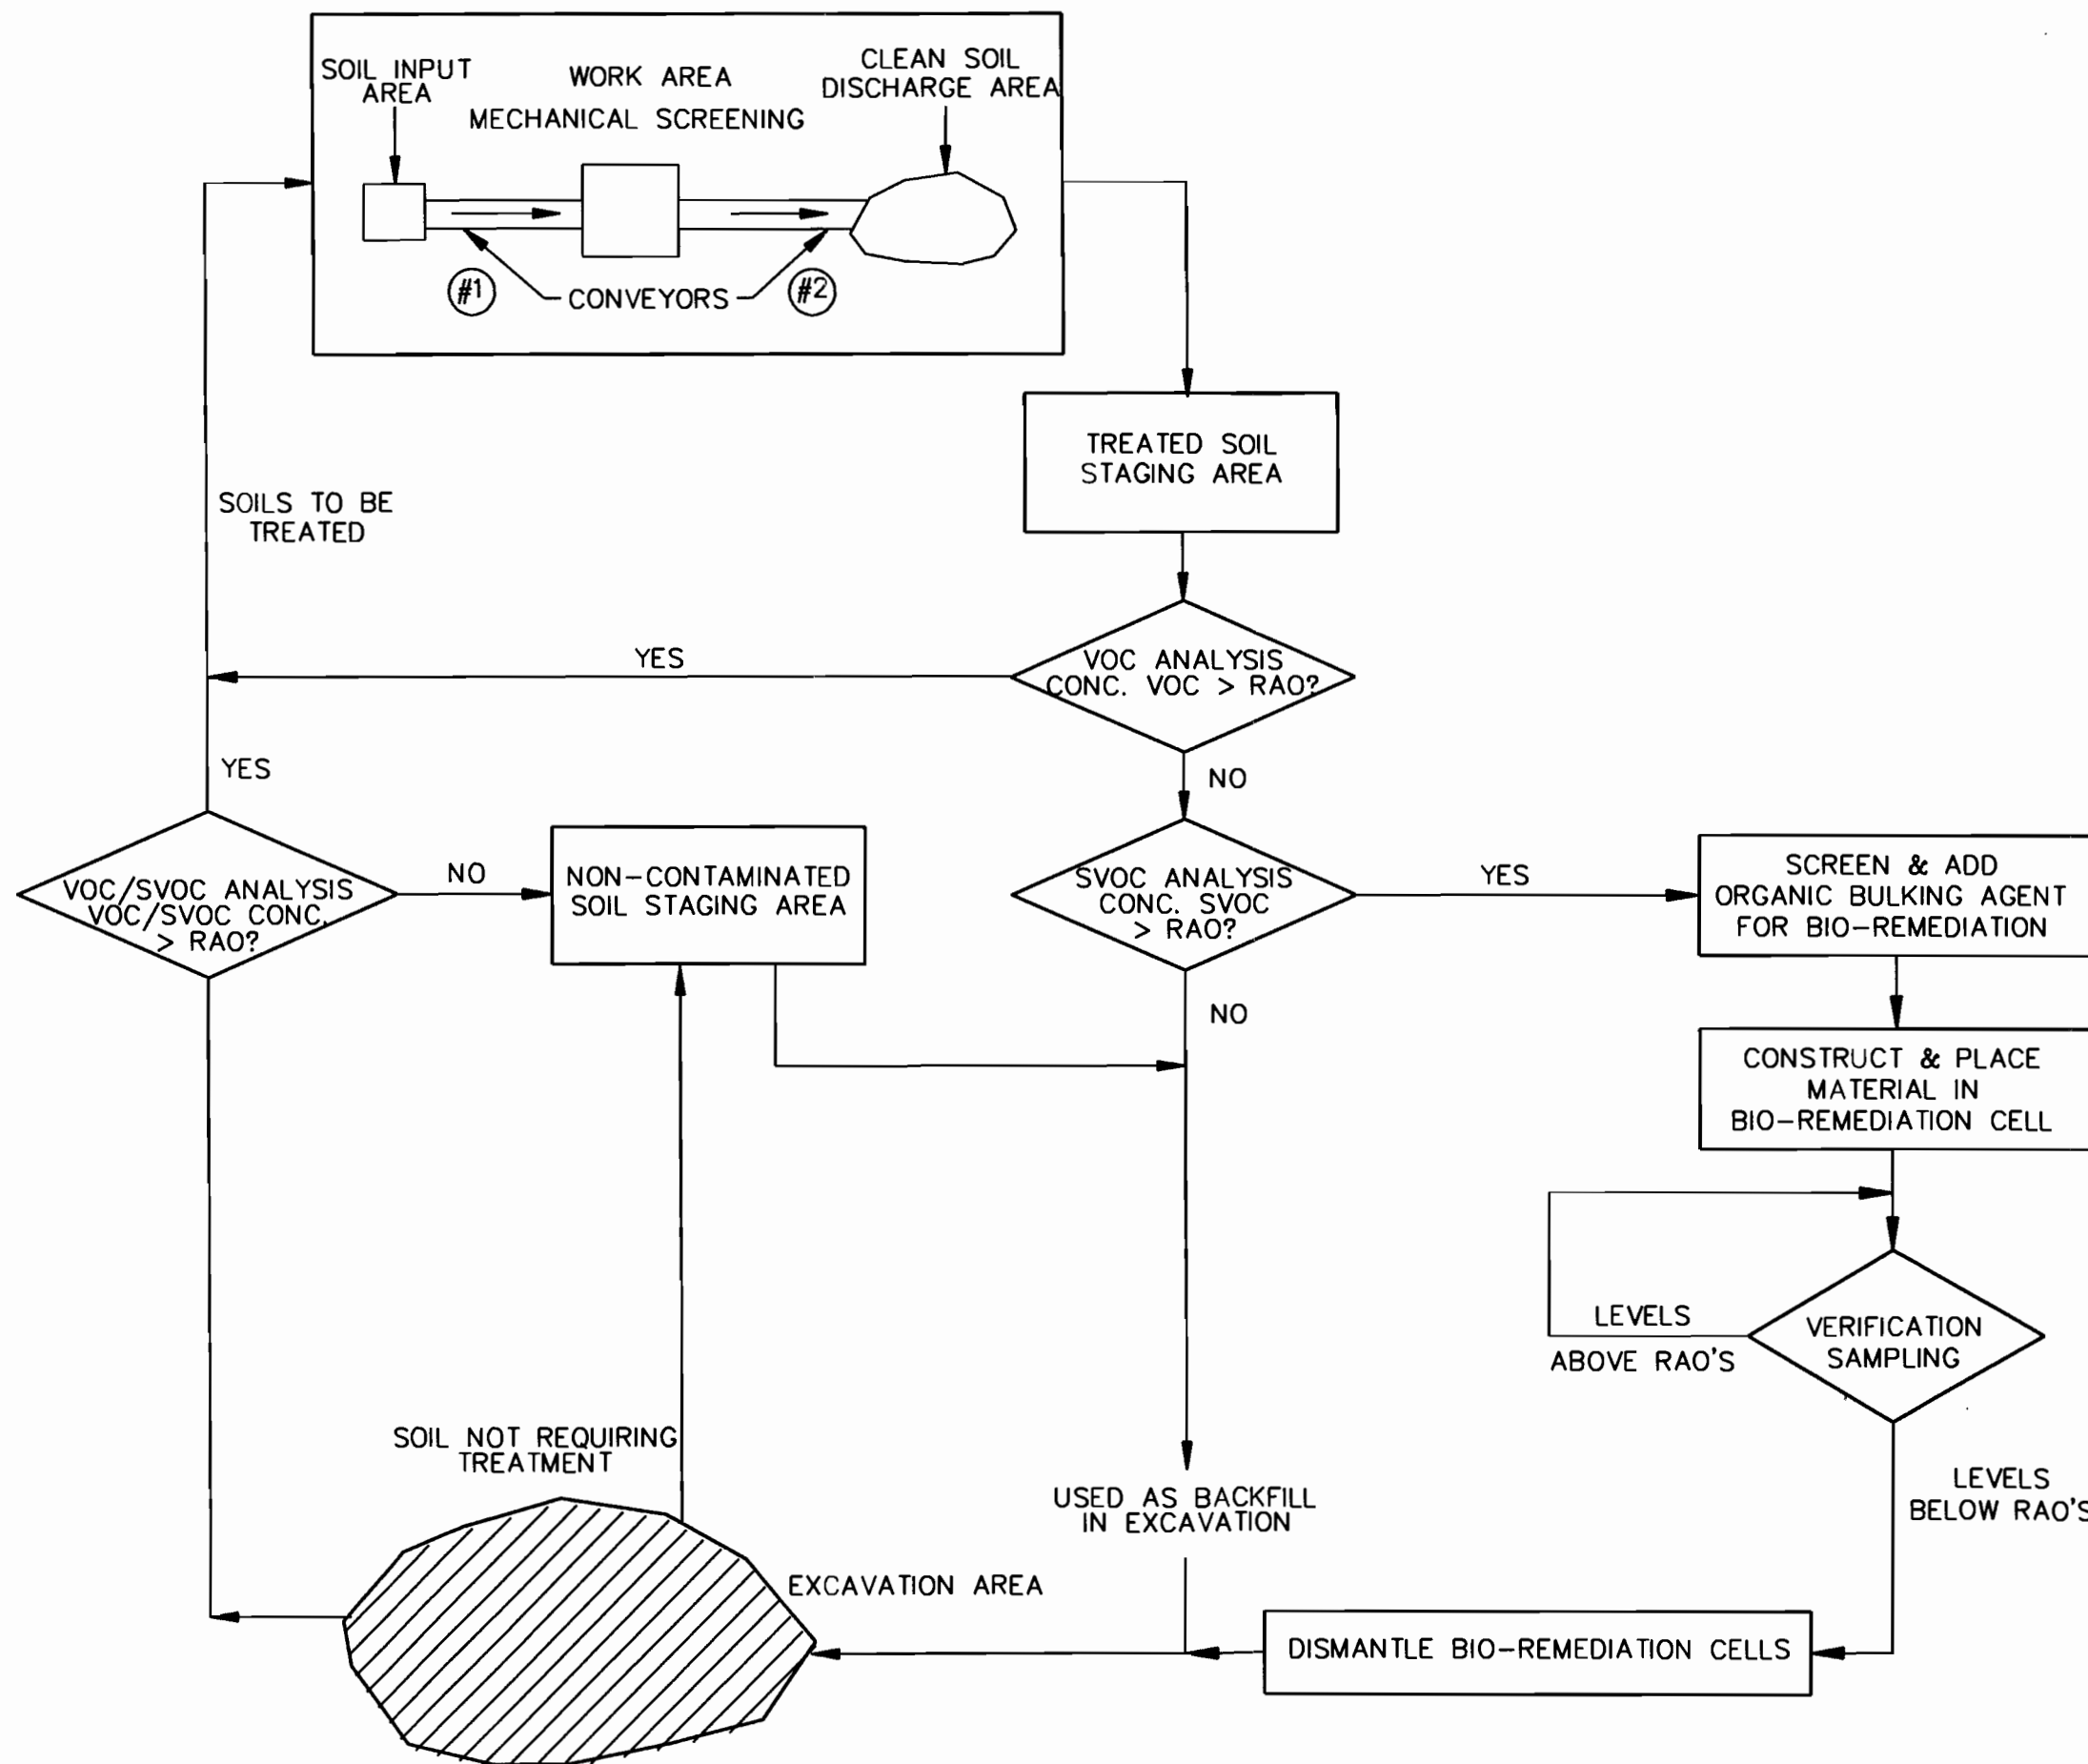 SOIL INPUT
AREA
WORK AREA
MECHANICAL SCREENING
CLEAN SOIL
DISCHARGE AREA
#1
CONVEYORS
#2
TREATED SOIL
STAGING AREA
SOILS TO BE
TREATED
YES
VOC ANALYSIS
CONC. VOC > RAO?
YES
NO
VOC/SVOC ANALYSIS
VOC/SVOC CONC.
> RAO?
NO
NON-CONTAMINATED
SOIL STAGING AREA
SVOC ANALYSIS
CONC. SVOC
> RAO?
YES
SCREEN & ADD
ORGANIC BULKING AGENT
FOR BIO-REMEDIATION
NO
CONSTRUCT & PLACE
MATERIAL IN
BIO-REMEDIATION CELL
LEVELS
ABOVE RAO'S
VERIFICATION
SAMPLING
SOIL NOT REQUIRING
TREATMENT
USED AS BACKFILL
IN EXCAVATION
LEVELS
BELOW RAO'S
EXCAVATION AREA
DISMANTLE BIO-REMEDIATION CELLS